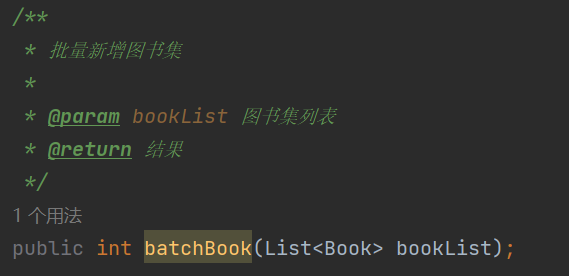 /**
* 批量新增图书集
*
* @param bookList 图书集列表
* @return 结果
*/
1 个用法
public int batchBook(List<Book> bookList);